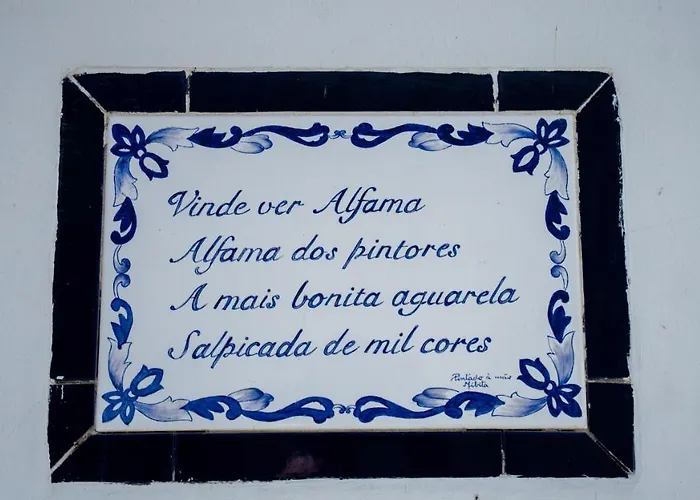 Vinde ver Alfama
Alfama dos pintores
A mais bonita aguarela
Salpicada de mil cores
Pintado à mão